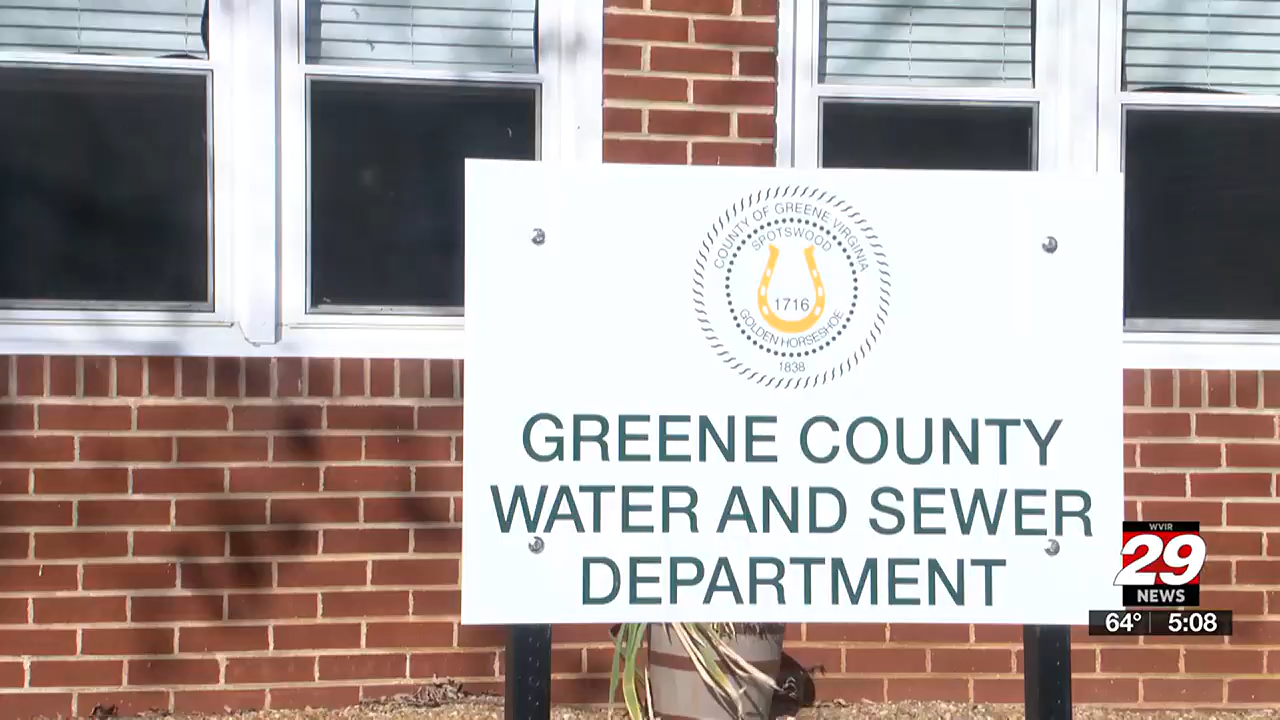 COUNTY OF GREENE VIRGINIA
SPOTSWOOD
1716
GOLDEN HORSESHOE
1838
GREENE COUNTY
WATER AND SEWER
DEPARTMENT
WVIR
29
NEWS
64° 5:08